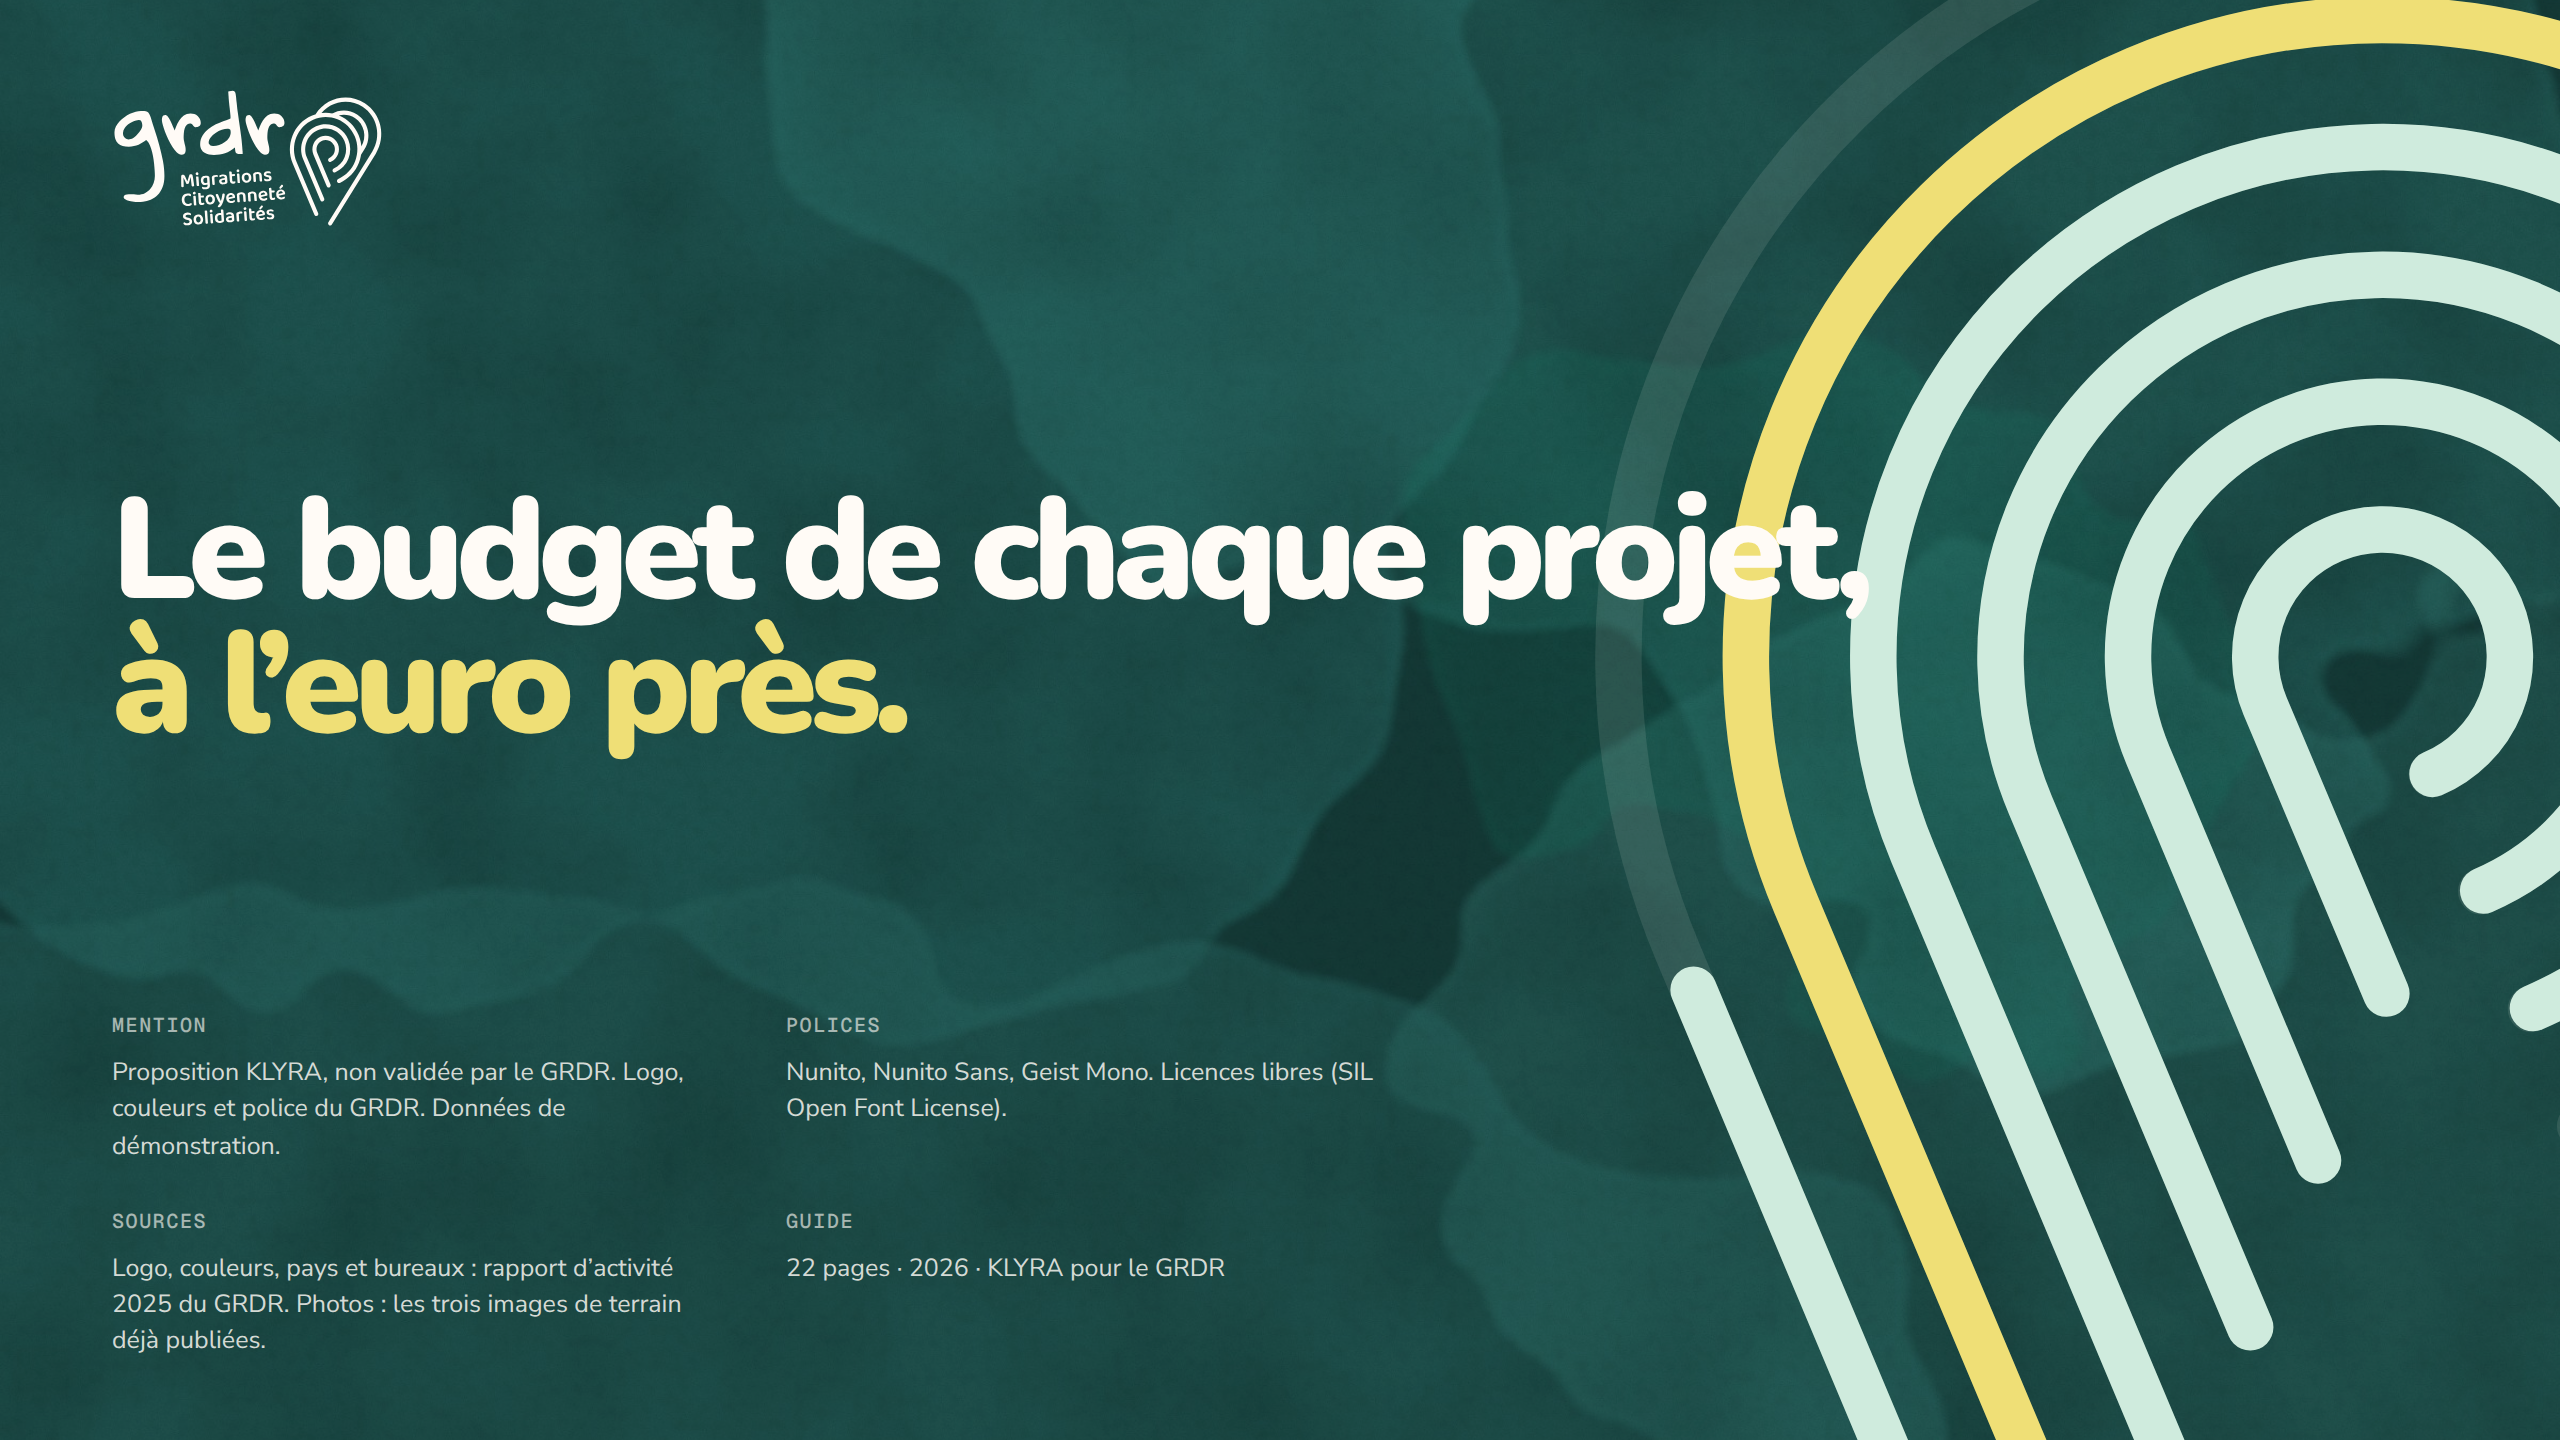 grdr
Migrations
Citoyenneté
Solidarités
Le budget de chaque projet,
à l’euro près.
MENTION
Proposition KLYRA, non validée par le GRDR. Logo,
couleurs et police du GRDR. Données de
démonstration.
POLICES
Nunito, Nunito Sans, Geist Mono. Licences libres (SIL
Open Font License).
SOURCES
Logo, couleurs, pays et bureaux : rapport d’activité
2025 du GRDR. Photos : les trois images de terrain
déjà publiées.
GUIDE
22 pages · 2026 · KLYRA pour le GRDR